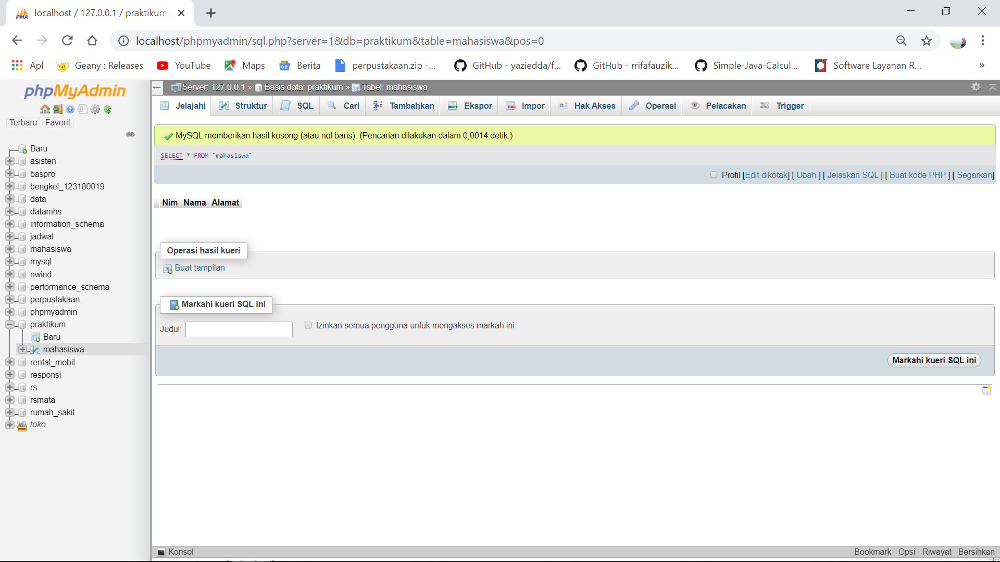 localhost / 127.0.0.1 / praktikum
localhost/phpmyadmin/sql.php?server=1&db=praktikum&table=mahasiswa&pos=0
Apl Geany : Releases YouTube Maps Berita perpustakaan.zip -... GitHub - yaziedda/f... GitHub - rrifafauzik... Simple-Java-Calcul... Software Layanan R... »
phpMyAdmin
Terbaru Favorit
Baru
asisten
baspro
bengkel_123180019
data
datamhs
information_schema
jadwal
mahasiswa
mysql
nwind
performance_schema
perpustakaan
phpmyadmin
praktikum
Baru
mahasiswa
rental_mobil
responsi
rs
rsmata
rumah_sakit
toko
Server: 127.0.0.1 » Basis data: praktikum » Tabel: mahasiswa
Jelajahi Struktur SQL Cari Tambahkan Ekspor Impor Hak Akses Operasi Pelacakan Trigger
MySQL memberikan hasil kosong (atau nol baris). (Pencarian dilakukan dalam 0,0014 detik.)
SELECT * FROM `mahasiswa`
Profil [Edit dikotak] [ Ubah ] [ Jelaskan SQL ] [ Buat kode PHP ] [ Segarkan]
Nim Nama Alamat
Operasi hasil kueri
Buat tampilan
Markahi kueri SQL ini
Judul: Izinkan semua pengguna untuk mengakses markah ini
Markahi kueri SQL ini
Konsol Bookmark Opsi Riwayat Bersihkan